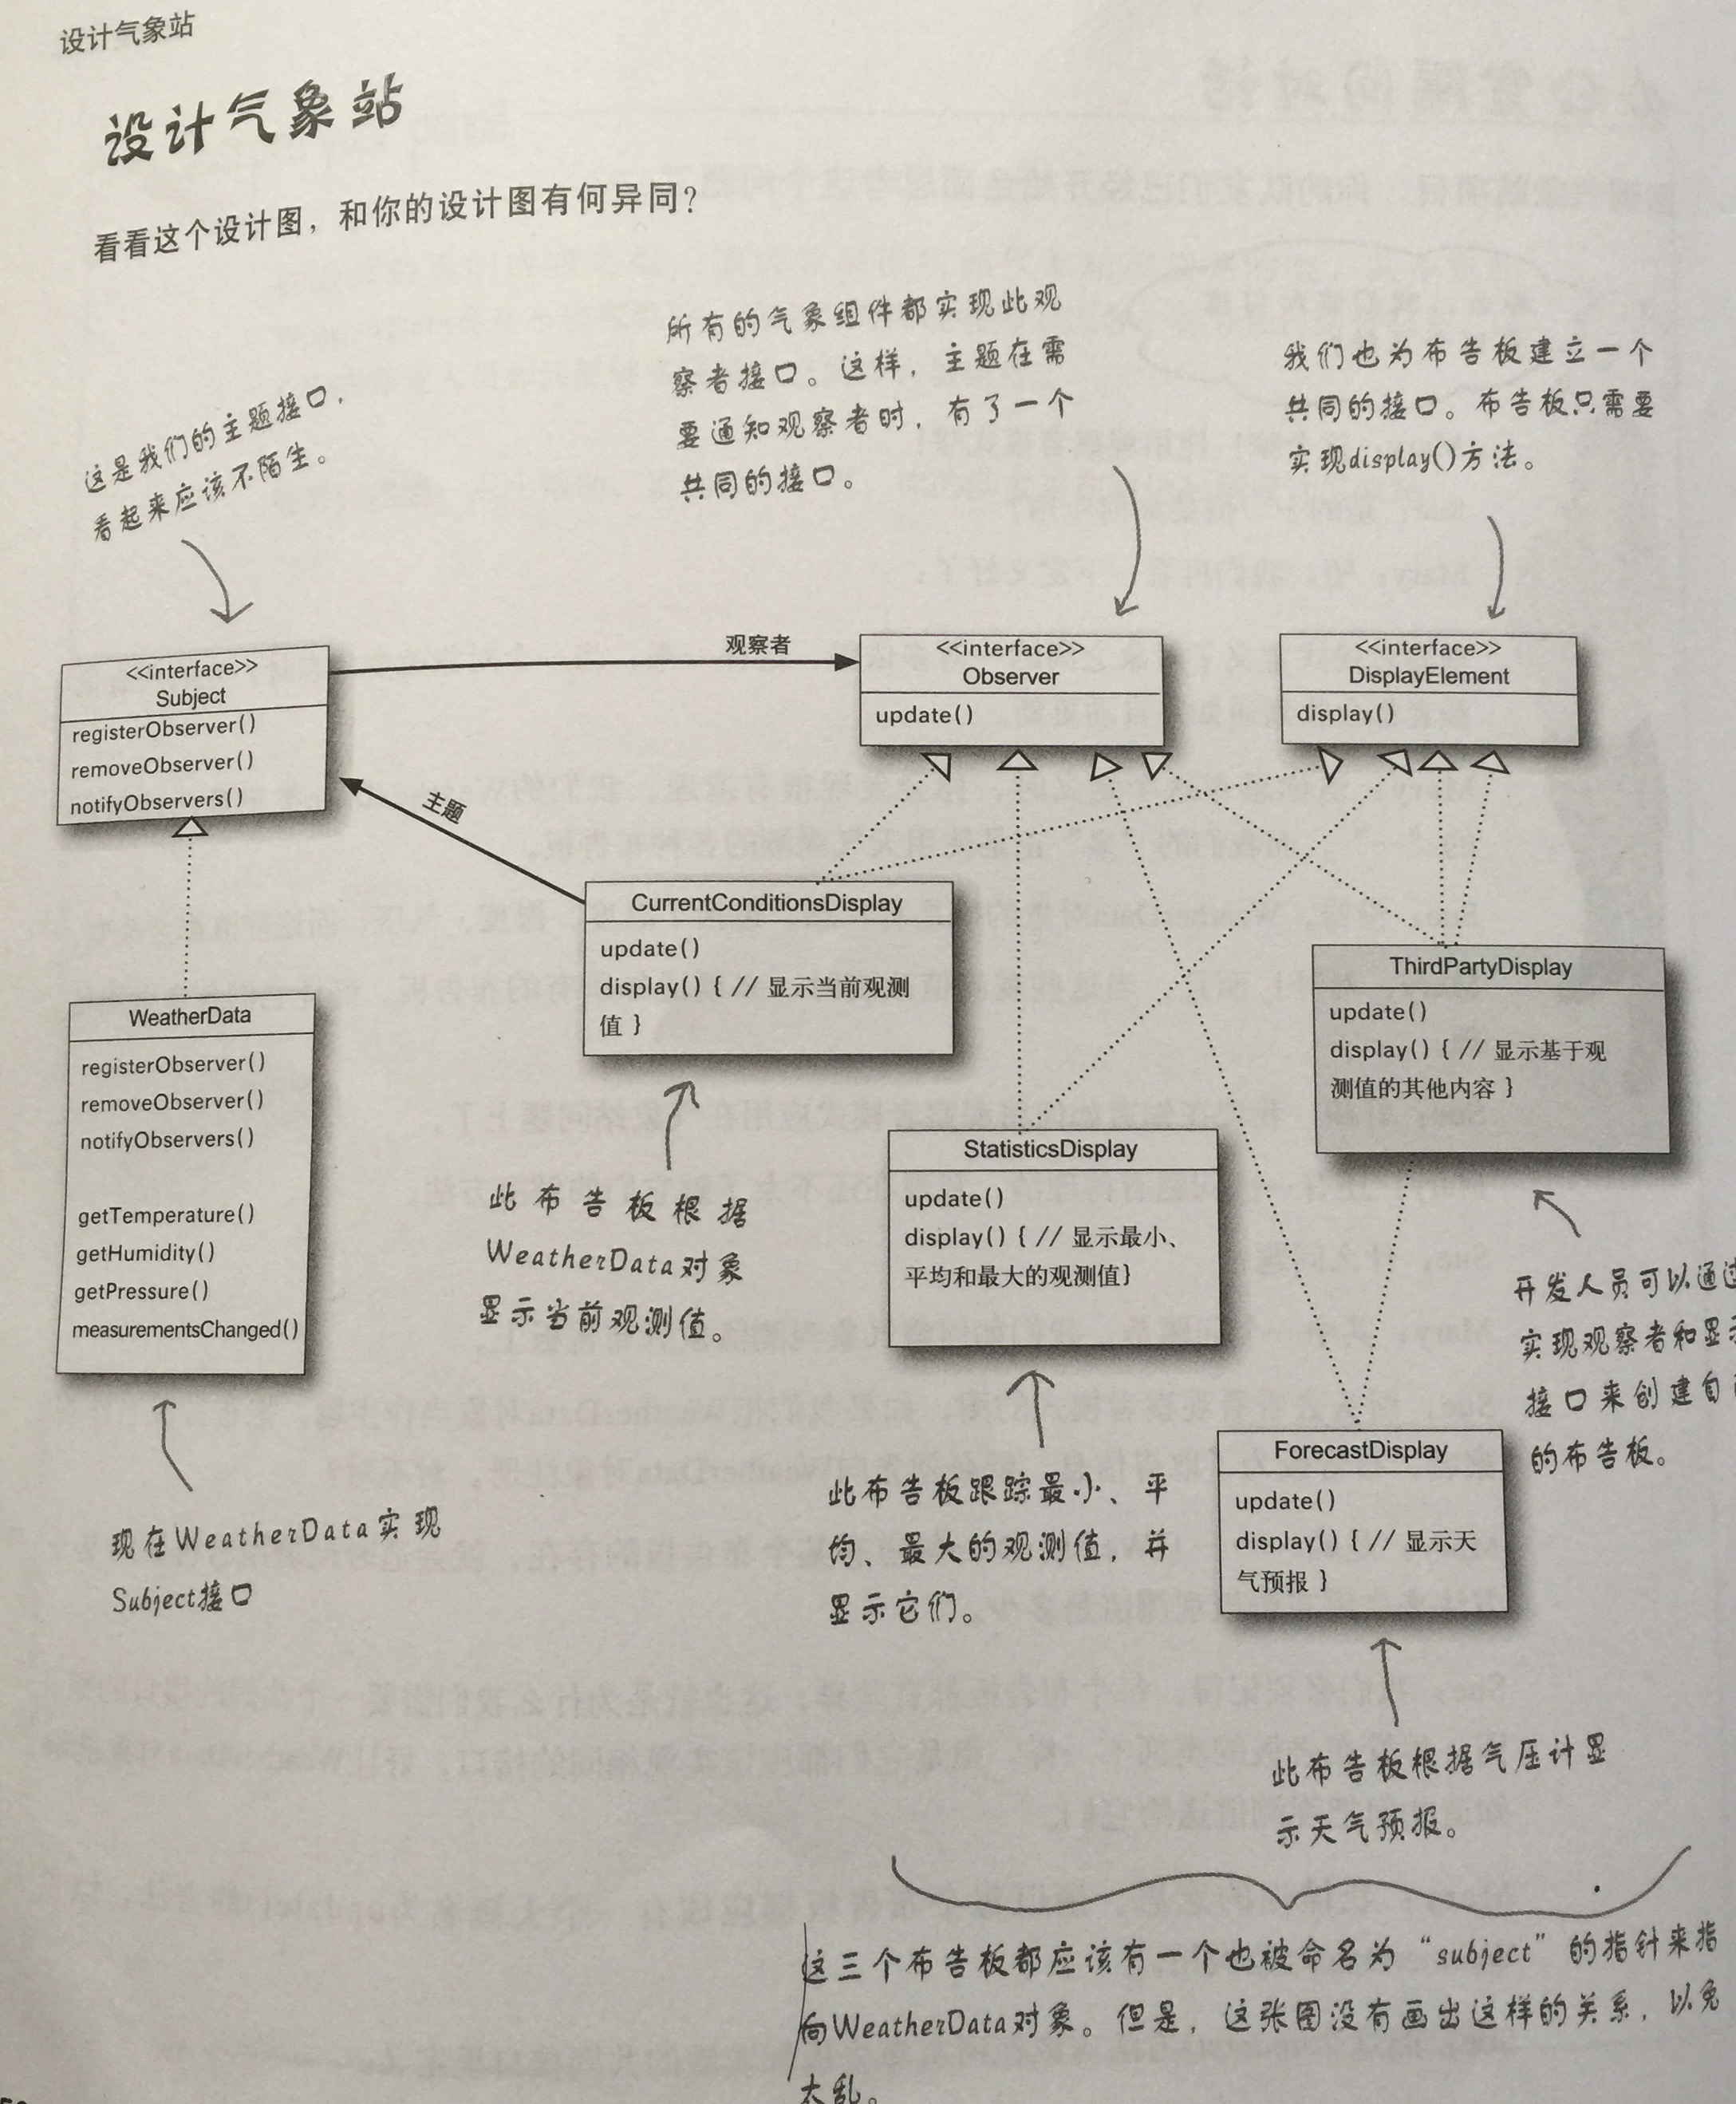 设计气象站
设计气象站
看看这个设计图，和你的设计图有何异同？
这是我们的主题接口，
看起来应该不陌生。
所有的气象组件都实现此观
察者接口。这样，主题在需
要通知观察者时，有了一个
共同的接口。
我们也为布告板建立一个
共同的接口。布告板只需要
实现display()方法。
<<interface>>
Subject
registerObserver()
removeObserver()
notifyObservers()
观察者
<<interface>>
Observer
update()
<<interface>>
DisplayElement
display()
主题
CurrentConditionsDisplay
update()
display() { // 显示当前观测
值 }
ThirdPartyDisplay
update()
display() { // 显示基于观
测值的其他内容 }
WeatherData
registerObserver()
removeObserver()
notifyObservers()
getTemperature()
getHumidity()
getPressure()
measurementsChanged()
此布告板根据
WeatherData对象
显示当前观测值。
StatisticsDisplay
update()
display() { // 显示最小、
平均和最大的观测值}
开发人员可以通过
实现观察者和显示
接口来创建自
的布告板。
现在WeatherData实现
Subject接口
此布告板跟踪最小、平
均、最大的观测值，并
显示它们。
ForecastDisplay
update()
display() { // 显示天
气预报 }
此布告板根据气压计显
示天气预报。
这三个布告板都应该有一个也被命名为“subject”的指针来指
向WeatherData对象。但是，这张图没有画出这样的关系，以免
太乱。